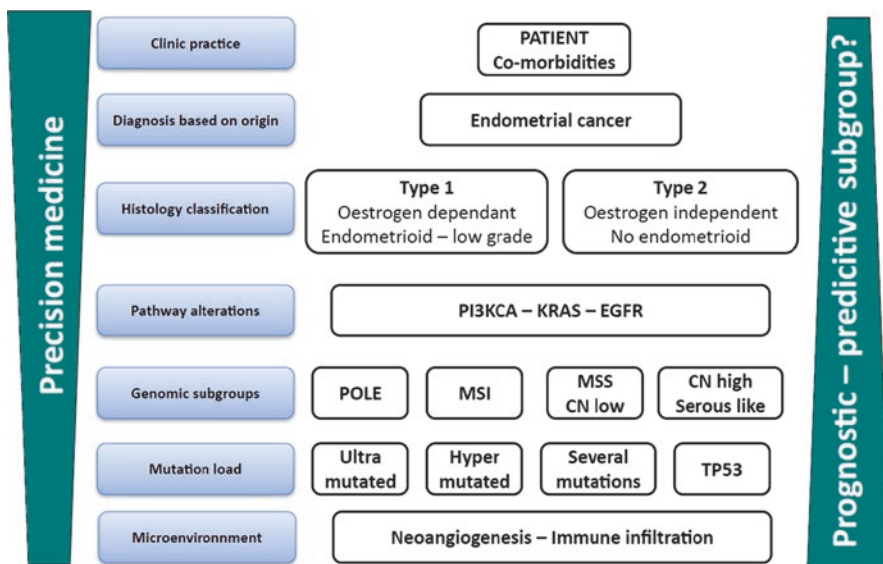 Precision medicine
Clinic practice
PATIENT
Co-morbidities
Diagnosis based on origin
Endometrial cancer
Histology classification
Type 1
Oestrogen dependant
Endometrioid – low grade
Type 2
Oestrogen independent
No endometrioid
Pathway alterations
PI3KCA – KRAS – EGFR
Genomic subgroups
POLE
MSI
MSS
CN low
CN high
Serous like
Mutation load
Ultra
mutated
Hyper
mutated
Several
mutations
TP53
Microenvironnment
Neoangiogenesis – Immune infiltration
Prognostic – predicitive subgroup?